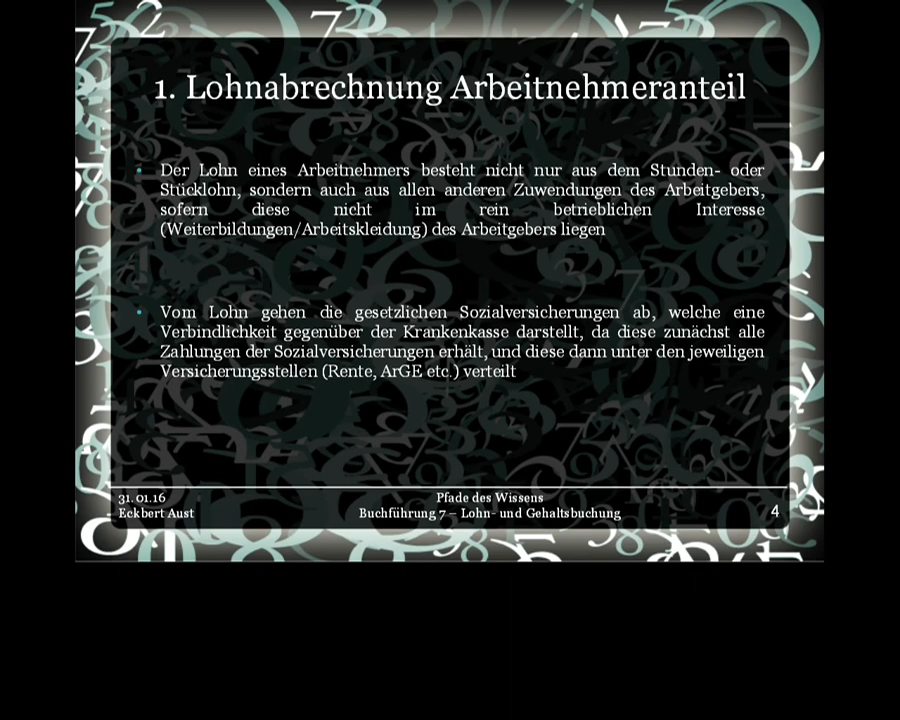 1. Lohnabrechnung Arbeitnehmeranteil
• Der Lohn eines Arbeitnehmers besteht nicht nur aus dem Stunden- oder
Stücklohn, sondern auch aus allen anderen Zuwendungen des Arbeitgebers,
sofern diese nicht im rein betrieblichen Interesse
(Weiterbildungen/Arbeitskleidung) des Arbeitgebers liegen
• Vom Lohn gehen die gesetzlichen Sozialversicherungen ab, welche eine
Verbindlichkeit gegenüber der Krankenkasse darstellt, da diese zunächst alle
Zahlungen der Sozialversicherungen erhält, und diese dann unter den jeweiligen
Versicherungsstellen (Rente, ArGE etc.) verteilt
31.01.16
Eckbert Aust
Pfade des Wissens
Buchführung 7 – Lohn- und Gehaltsbuchung
4